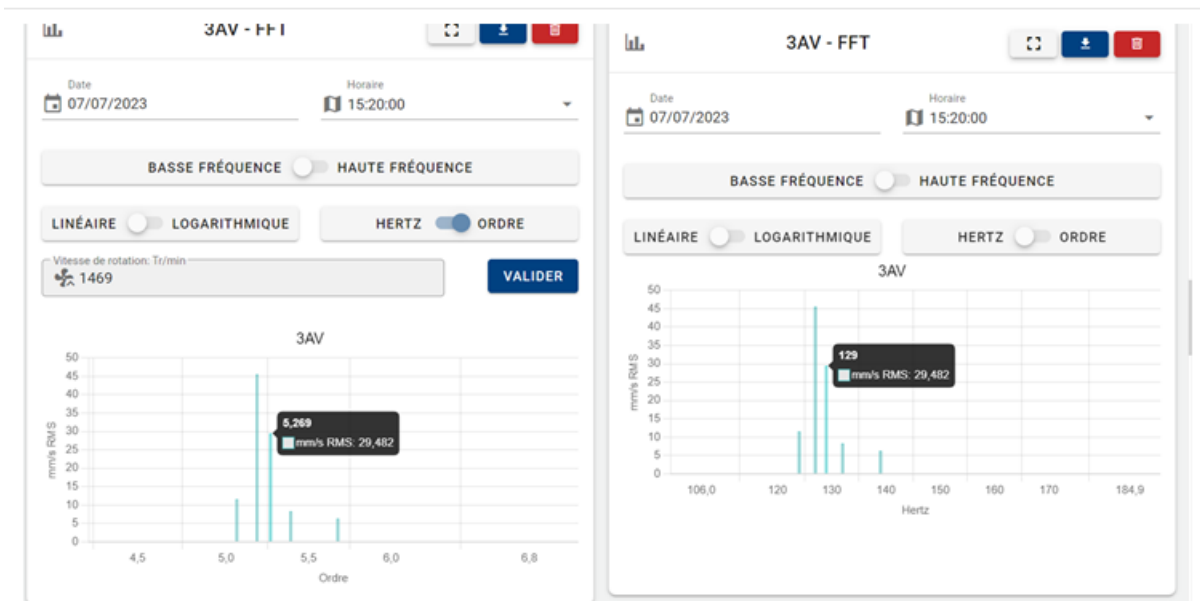 3AV - FFT
Date
07/07/2023
Horaire
15:20:00
BASSE FRÉQUENCE
HAUTE FRÉQUENCE
LINÉAIRE
LOGARITHMIQUE
HERTZ
ORDRE
Vitesse de rotation: Tr/min
1469
VALIDER
3AV
50
45
40
35
30
25
20
15
10
5
0
mm/s RMS
5,269
mm/s RMS: 29,482
4,5 5,0 5,5 6,0 6,8
Ordre
3AV - FFT
Date
07/07/2023
Horaire
15:20:00
BASSE FRÉQUENCE
HAUTE FRÉQUENCE
LINÉAIRE
LOGARITHMIQUE
HERTZ
ORDRE
3AV
50
45
40
35
30
25
20
15
10
5
0
mm/s RMS
129
mm/s RMS: 29,482
106,0 120 130 140 150 160 170 184,9
Hertz